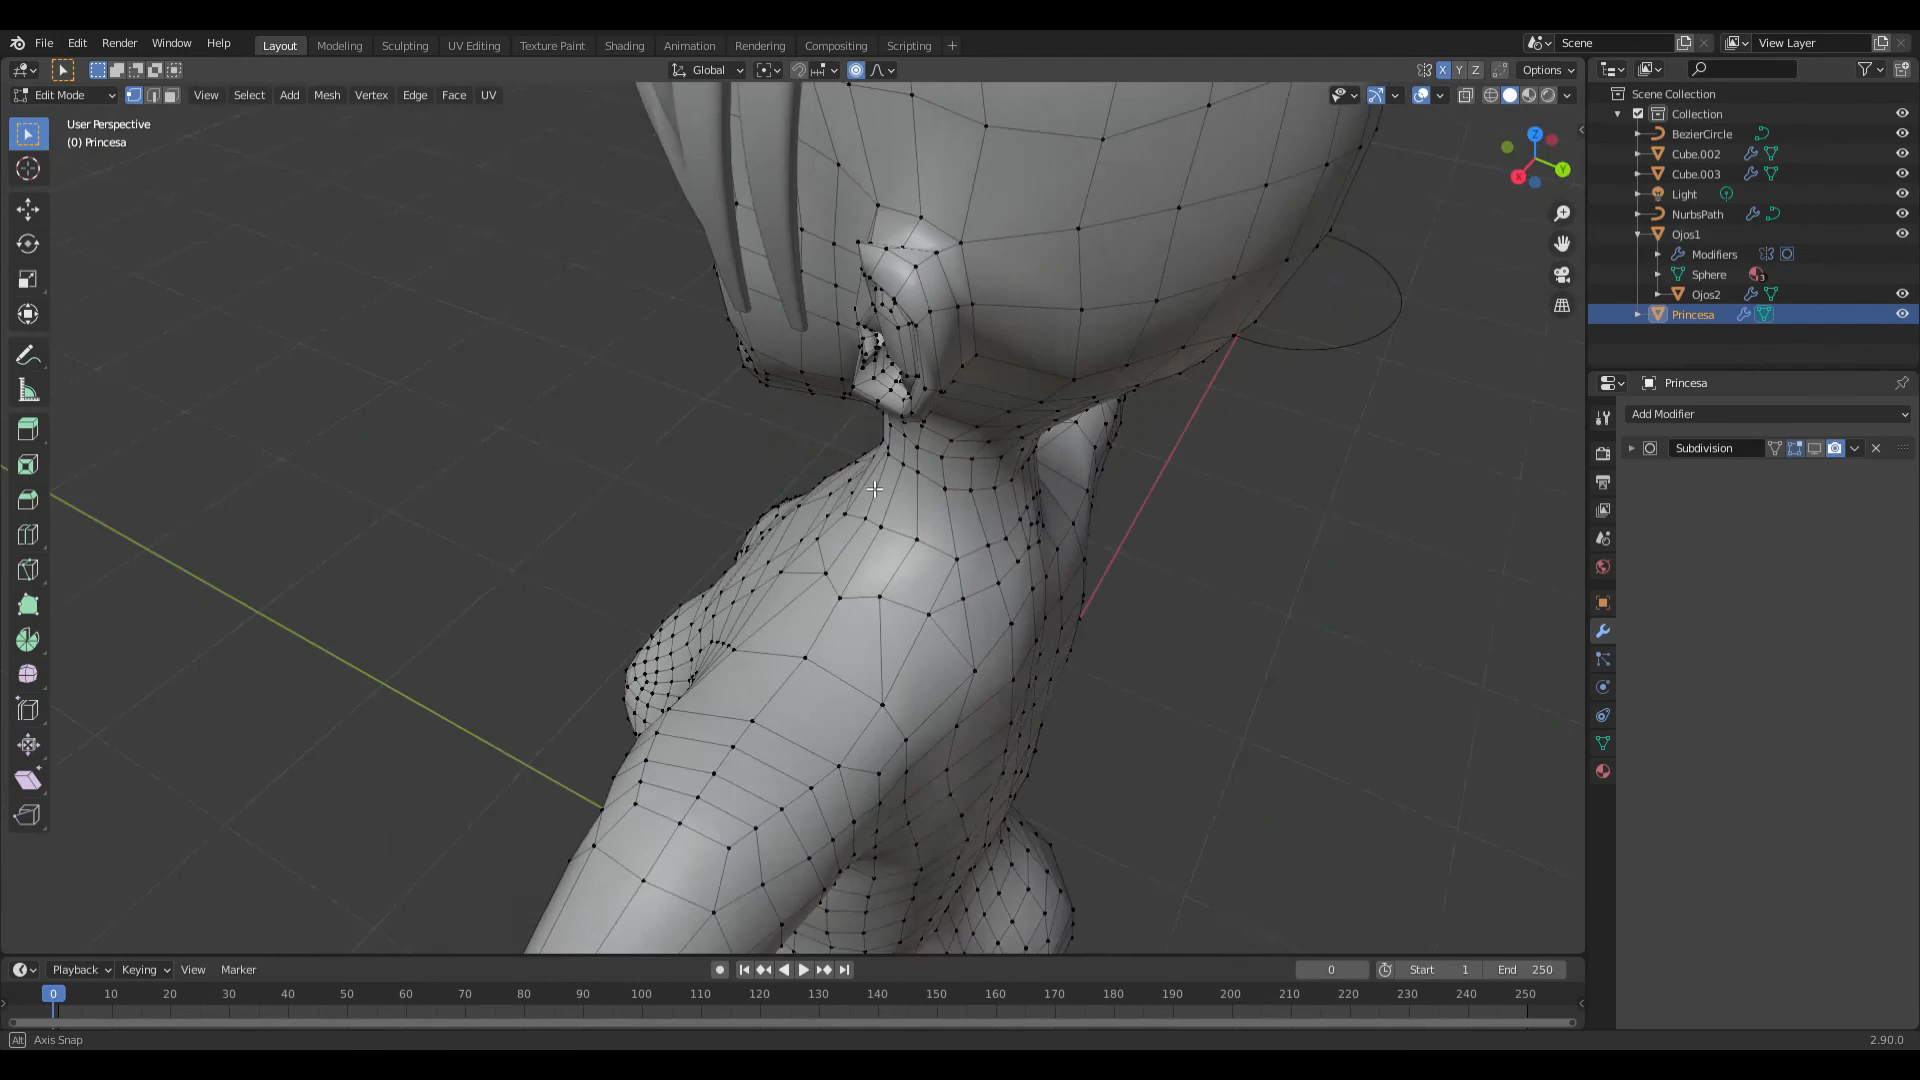 File Edit Render Window Help Layout Modeling Sculpting UV Editing Texture Paint Shading Animation Rendering Compositing Scripting + Scene View Layer
Global X Y Z Options
Edit Mode View Select Add Mesh Vertex Edge Face UV
User Perspective
(0) Princesa
Z
Y
X
Scene Collection
Collection
BezierCircle
Cube.002
Cube.003
Light
NurbsPath
Ojos1
Modifiers
Sphere 3
Ojos2
Princesa
Princesa
Add Modifier
Subdivision
Playback Keying View Marker 0 Start 1 End 250
0 10 20 30 40 50 60 70 80 90 100 110 120 130 140 150 160 170 180 190 200 210 220 230 240 250
Alt Axis Snap 2.90.0